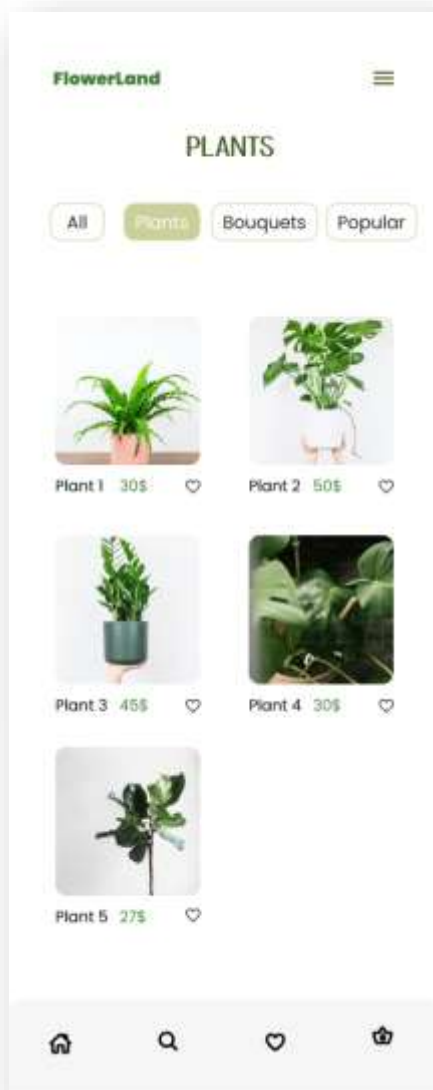 FlowerLand
PLANTS
All Plants Bouquets Popular
Plant 1 30$ Plant 2 50$
Plant 3 45$ Plant 4 30$
Plant 5 27$